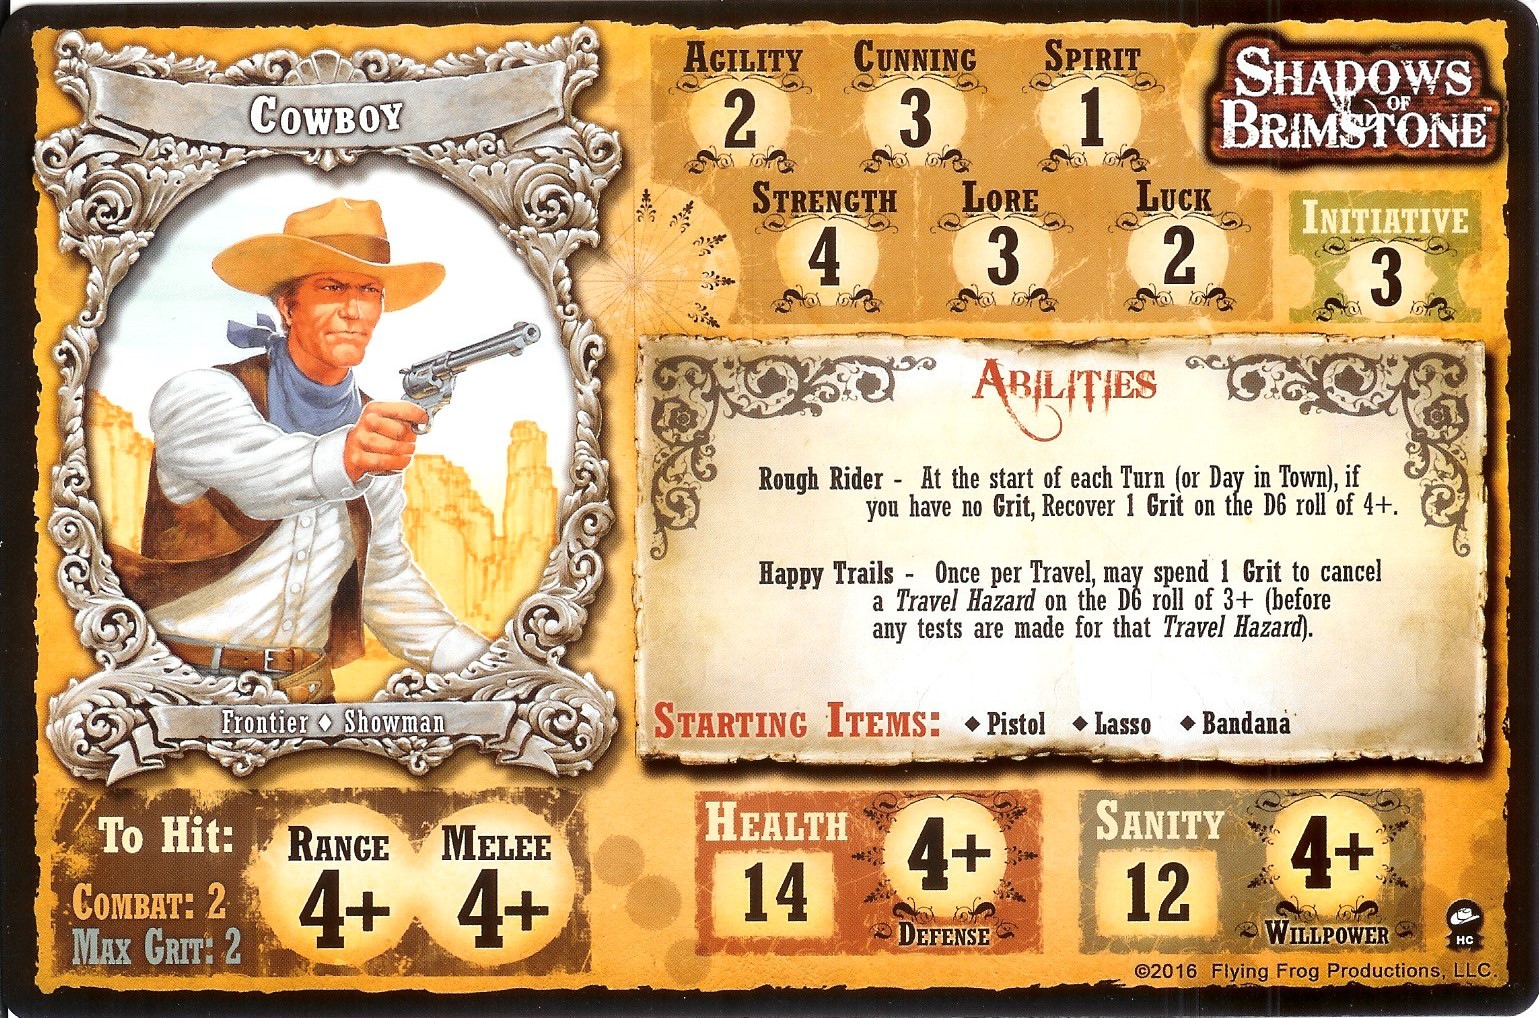 Cowboy
Frontier ♦ Showman
Agility
2
Cunning
3
Spirit
1
Shadows
of
Brimstone™
Strength
4
Lore
3
Luck
2
Initiative
3
Abilities
Rough Rider - At the start of each Turn (or Day in Town), if
you have no Grit, Recover 1 Grit on the D6 roll of 4+.
Happy Trails - Once per Travel, may spend 1 Grit to cancel
a Travel Hazard on the D6 roll of 3+ (before
any tests are made for that Travel Hazard).
Starting Items: ♦ Pistol ♦ Lasso ♦ Bandana
To Hit:
Range
4+
Melee
4+
Combat: 2
Max Grit: 2
Health
14
4+
Defense
Sanity
12
4+
Willpower
HC
©2016 Flying Frog Productions, LLC.